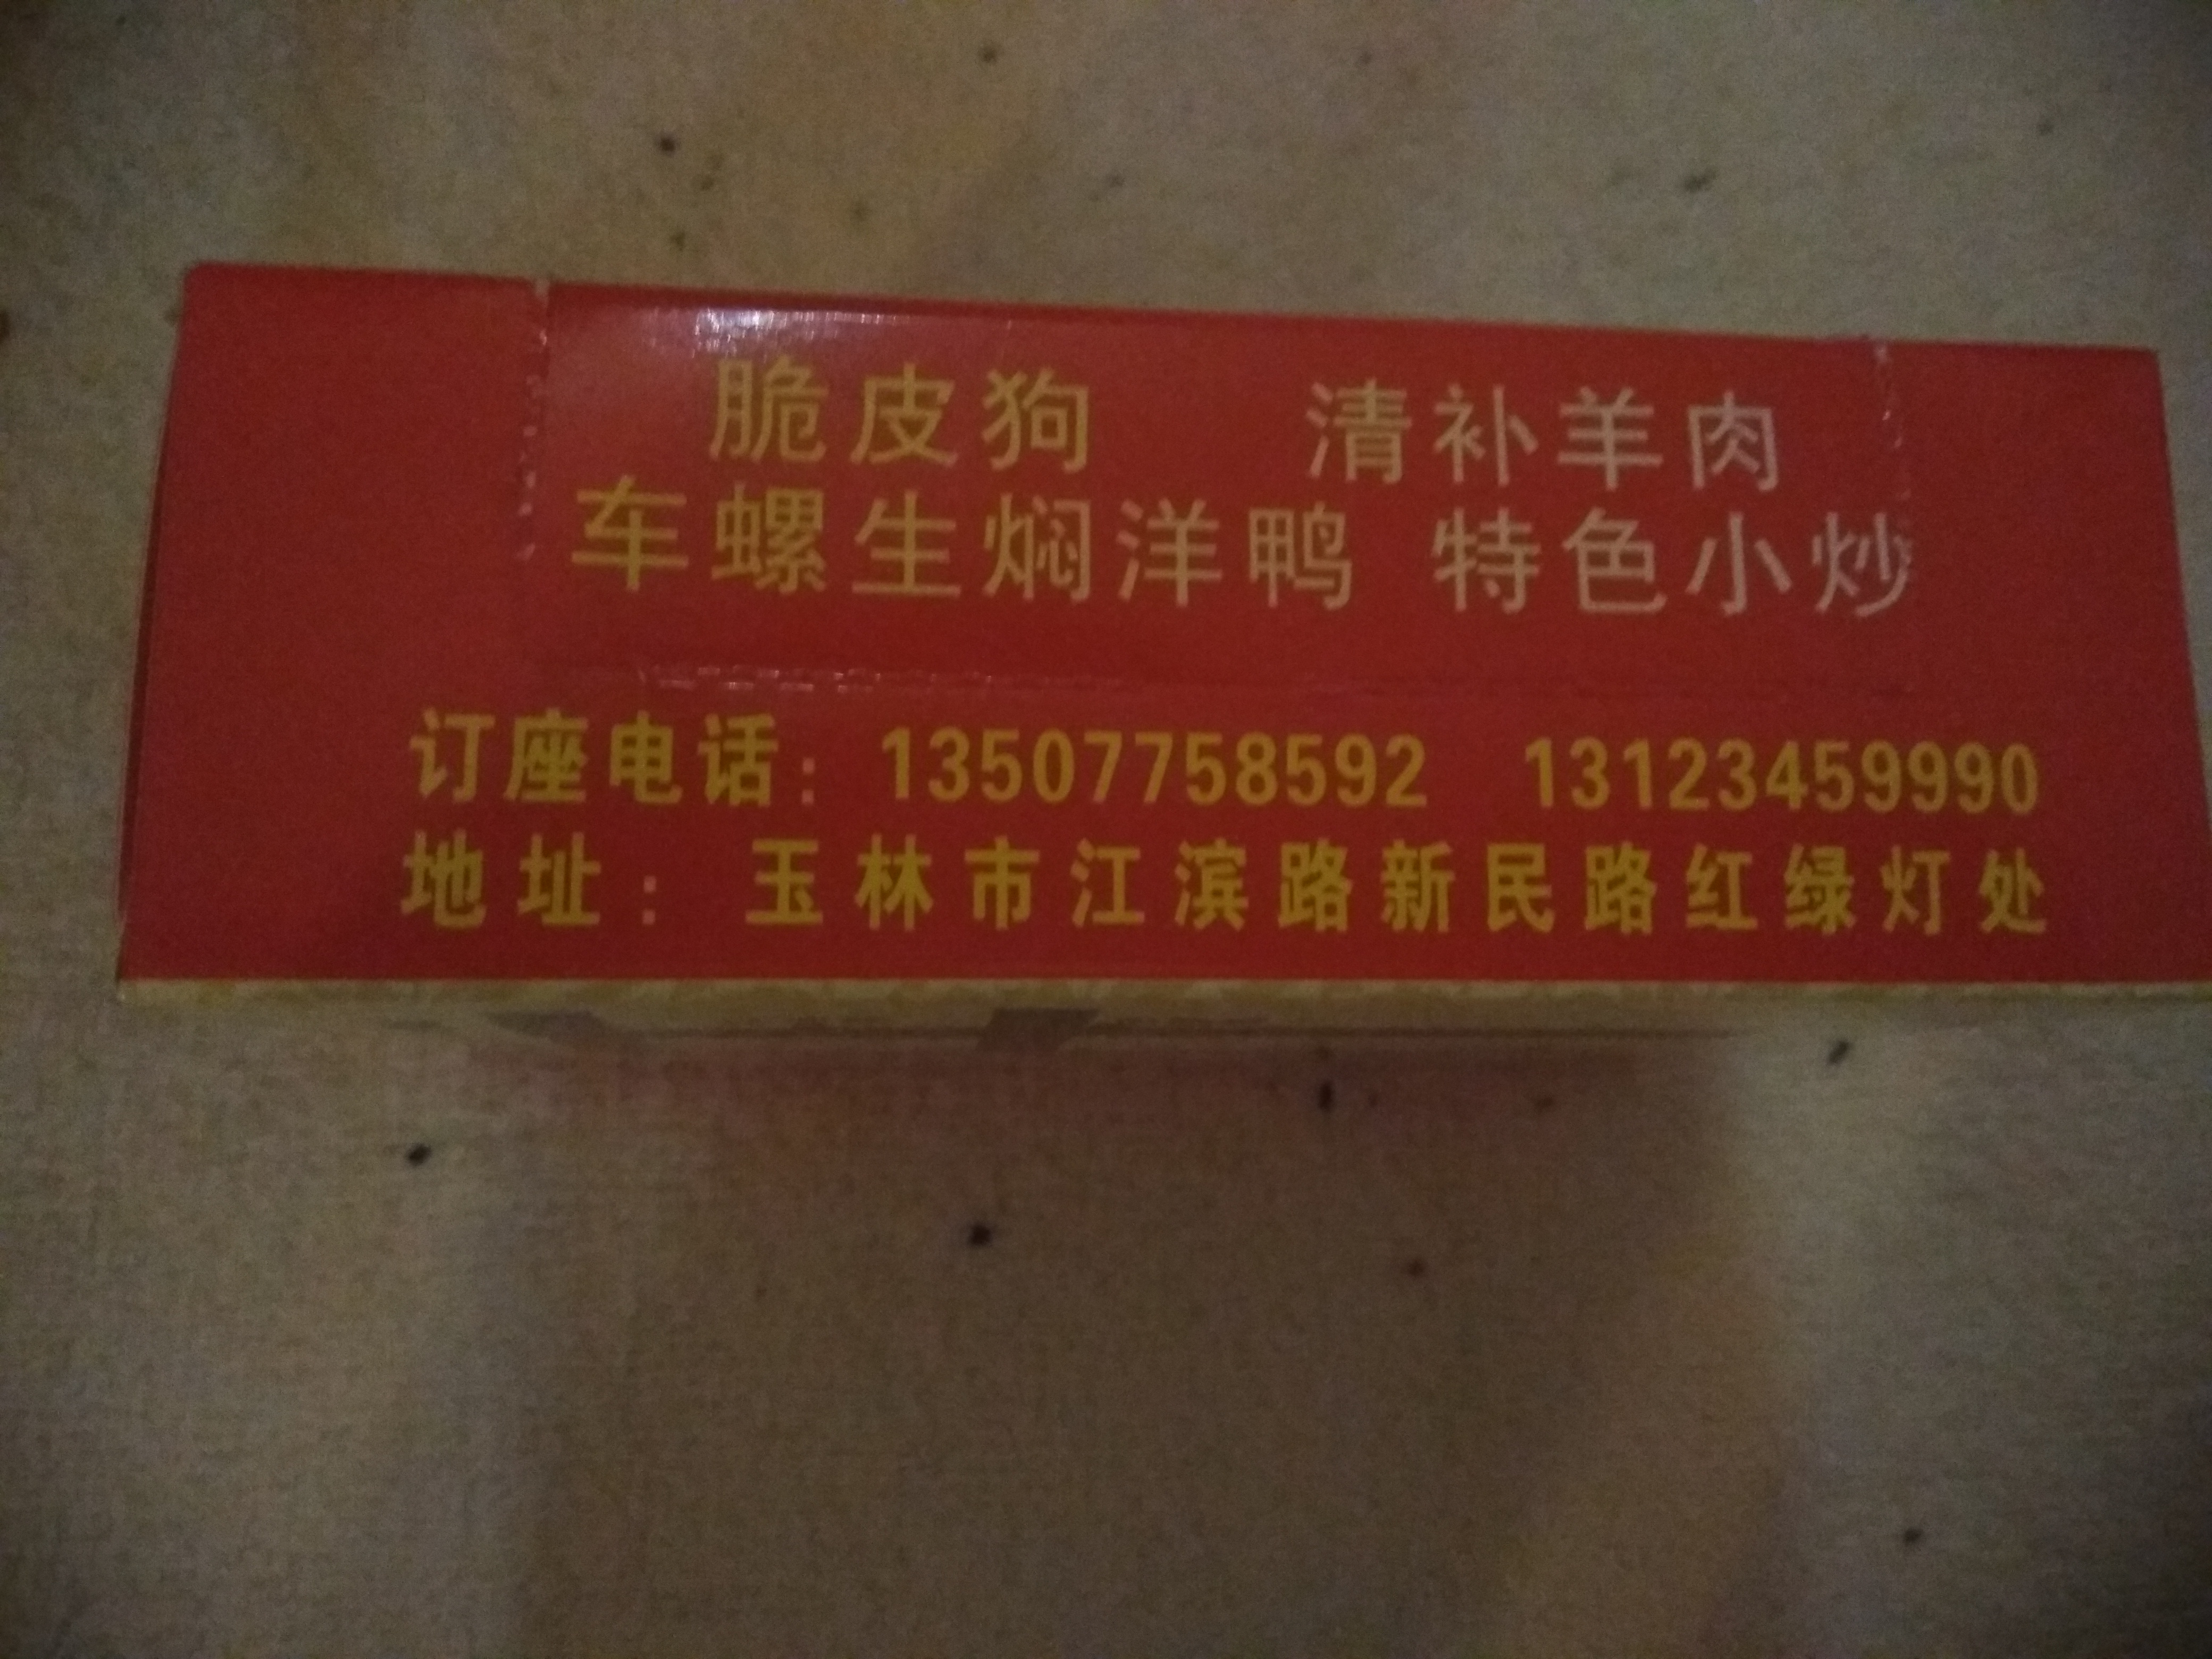 脆皮狗 清补羊肉
车螺生焖洋鸭 特色小炒
订座电话: 13507758592 13123459990
地址: 玉林市江滨路新民路红绿灯处